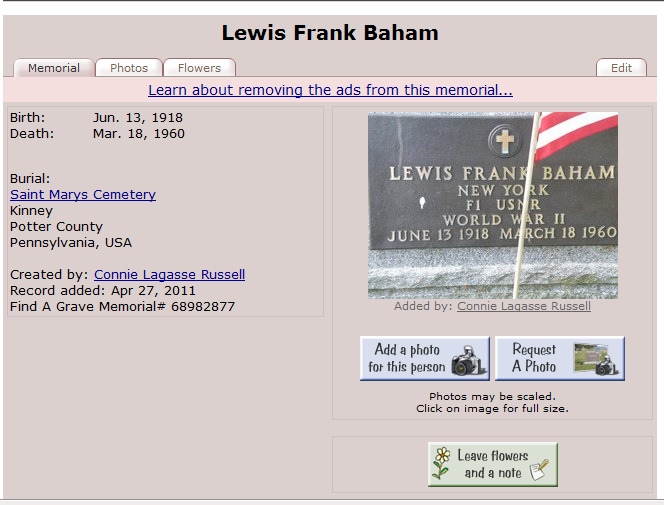 Lewis Frank Baham
Memorial
Photos
Flowers
Edit
Learn about removing the ads from this memorial...
Birth: Jun. 13, 1918
Death: Mar. 18, 1960
Burial:
Saint Marys Cemetery
Kinney
Potter County
Pennsylvania, USA
Created by: Connie Lagasse Russell
Record added: Apr 27, 2011
Find A Grave Memorial# 68982877
LEWIS FRANK BAHAM
NEW YORK
F1 USNR
WORLD WAR II
JUNE 13 1918 MARCH 18 1960
Added by: Connie Lagasse Russell
Add a photo
for this person
Request
A Photo
Photos may be scaled.
Click on image for full size.
Leave flowers
and a note